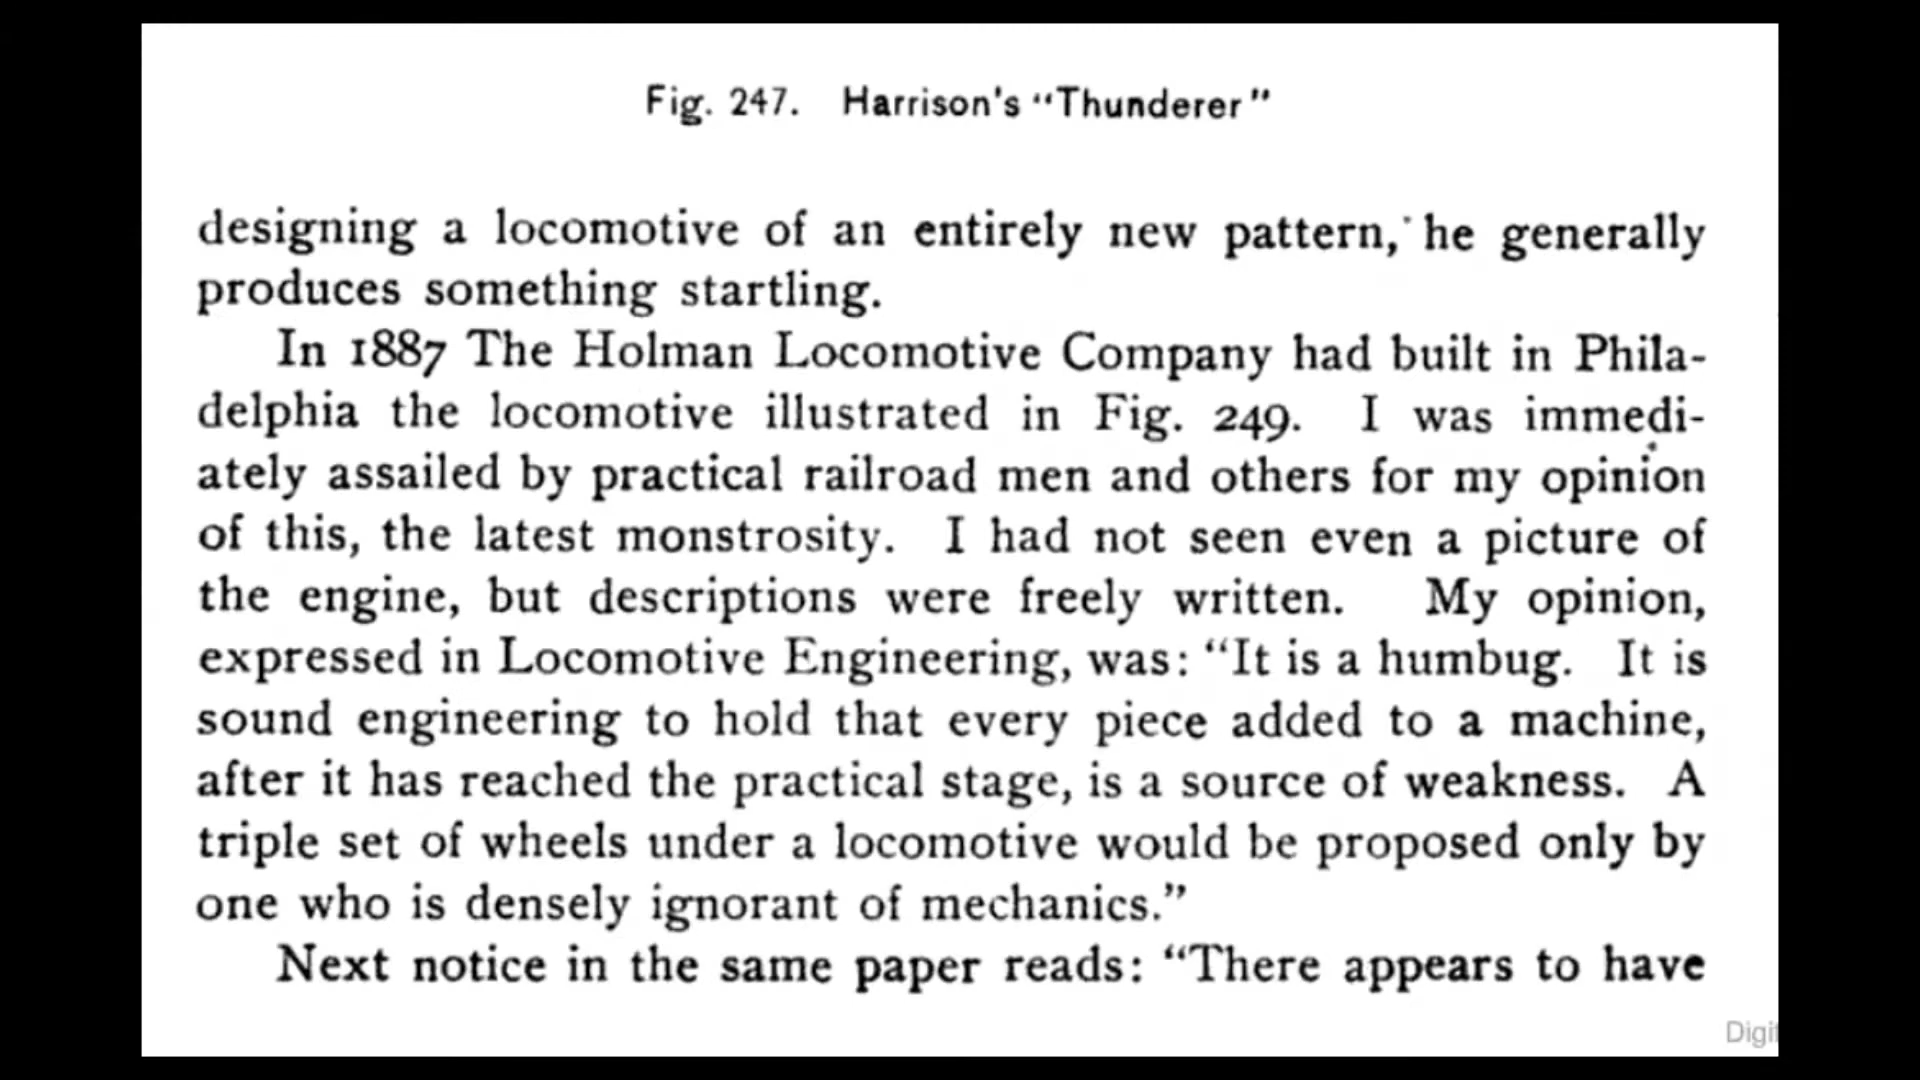 Fig. 247. Harrison's "Thunderer"
designing a locomotive of an entirely new pattern, he generally
produces something startling.
In 1887 The Holman Locomotive Company had built in Phila-
delphia the locomotive illustrated in Fig. 249. I was immedi-
ately assailed by practical railroad men and others for my opinion
of this, the latest monstrosity. I had not seen even a picture of
the engine, but descriptions were freely written. My opinion,
expressed in Locomotive Engineering, was: "It is a humbug. It is
sound engineering to hold that every piece added to a machine,
after it has reached the practical stage, is a source of weakness. A
triple set of wheels under a locomotive would be proposed only by
one who is densely ignorant of mechanics."
Next notice in the same paper reads: "There appears to have